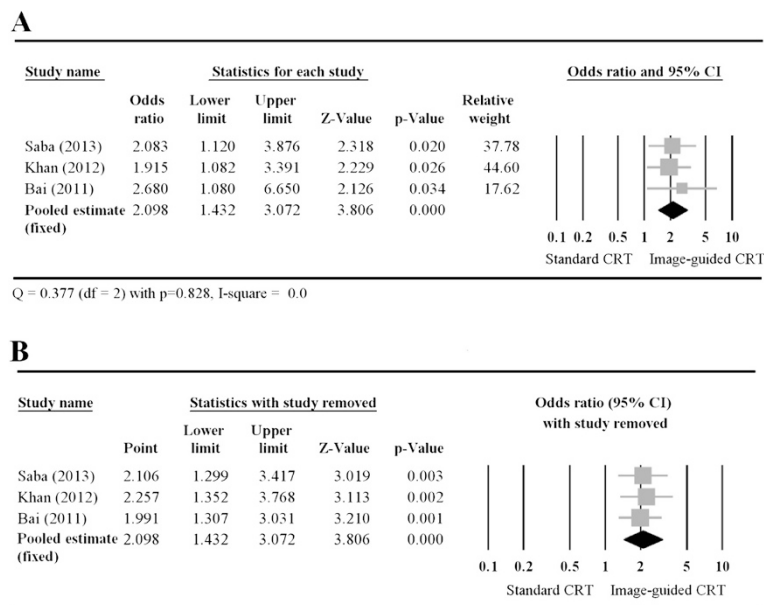 A
Study name Statistics for each study Odds ratio and 95% CI
Odds Lower Upper Relative
ratio limit limit Z-Value p-Value weight
Saba (2013) 2.083 1.120 3.876 2.318 0.020 37.78
Khan (2012) 1.915 1.082 3.391 2.229 0.026 44.60
Bai (2011) 2.680 1.080 6.650 2.126 0.034 17.62
Pooled estimate 2.098 1.432 3.072 3.806 0.000
(fixed)
0.1 0.2 0.5 1 2 5 10
Standard CRT Image-guided CRT
Q = 0.377 (df = 2) with p=0.828, I-square = 0.0
B
Study name Statistics with study removed Odds ratio (95% CI)
with study removed
Lower Upper
Point limit limit Z-Value p-Value
Saba (2013) 2.106 1.299 3.417 3.019 0.003
Khan (2012) 2.257 1.352 3.768 3.113 0.002
Bai (2011) 1.991 1.307 3.031 3.210 0.001
Pooled estimate 2.098 1.432 3.072 3.806 0.000
(fixed)
0.1 0.2 0.5 1 2 5 10
Standard CRT Image-guided CRT